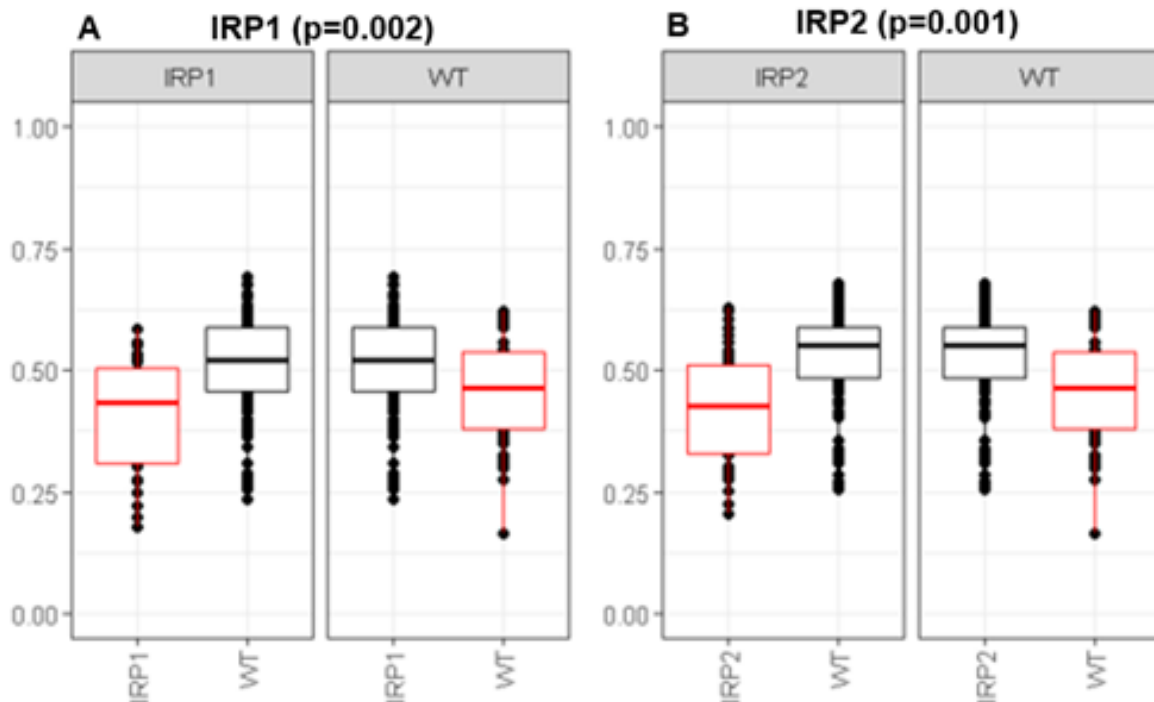 A IRP1 (p=0.002)
IRP1 WT
1.00
0.75
0.50
0.25
0.00
IRP1 WT IRP1 WT
B IRP2 (p=0.001)
IRP2 WT
1.00
0.75
0.50
0.25
0.00
IRP2 WT IRP2 WT